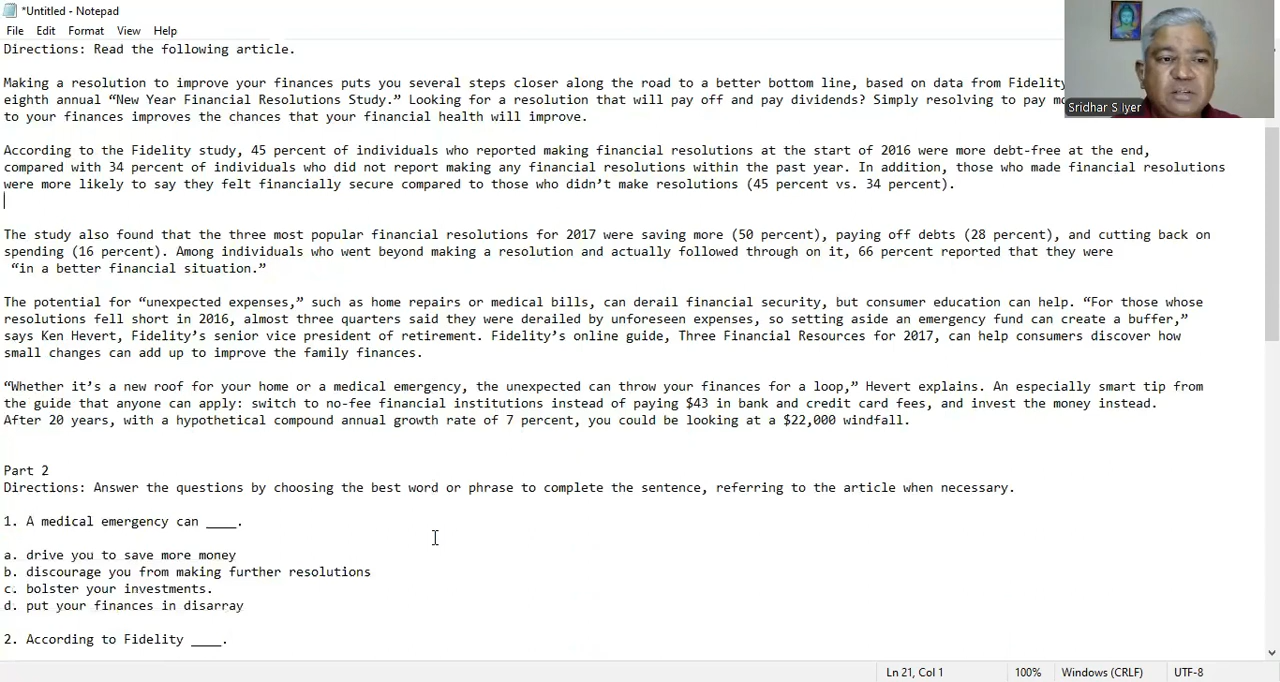 *Untitled - Notepad
File Edit Format View Help
Directions: Read the following article.
Making a resolution to improve your finances puts you several steps closer along the road to a better bottom line, based on data from Fidelity
eighth annual “New Year Financial Resolutions Study.” Looking for a resolution that will pay off and pay dividends? Simply resolving to pay
to your finances improves the chances that your financial health will improve.
According to the Fidelity study, 45 percent of individuals who reported making financial resolutions at the start of 2016 were more debt-free at the end,
compared with 34 percent of individuals who did not report making any financial resolutions within the past year. In addition, those who made financial resolutions
were more likely to say they felt financially secure compared to those who didn’t make resolutions (45 percent vs. 34 percent).
The study also found that the three most popular financial resolutions for 2017 were saving more (50 percent), paying off debts (28 percent), and cutting back on
spending (16 percent). Among individuals who went beyond making a resolution and actually followed through on it, 66 percent reported that they were
“in a better financial situation.”
The potential for “unexpected expenses,” such as home repairs or medical bills, can derail financial security, but consumer education can help. “For those whose
resolutions fell short in 2016, almost three quarters said they were derailed by unforeseen expenses, so setting aside an emergency fund can create a buffer,”
says Ken Hevert, Fidelity’s senior vice president of retirement. Fidelity’s online guide, Three Financial Resources for 2017, can help consumers discover how
small changes can add up to improve the family finances.
“Whether it’s a new roof for your home or a medical emergency, the unexpected can throw your finances for a loop,” Hevert explains. An especially smart tip from
the guide that anyone can apply: switch to no-fee financial institutions instead of paying $43 in bank and credit card fees, and invest the money instead.
After 20 years, with a hypothetical compound annual growth rate of 7 percent, you could be looking at a $22,000 windfall.
Part 2
Directions: Answer the questions by choosing the best word or phrase to complete the sentence, referring to the article when necessary.
1. A medical emergency can ____.
a. drive you to save more money
b. discourage you from making further resolutions
c. bolster your investments.
d. put your finances in disarray
2. According to Fidelity ____.
Sridhar S Iyer
Ln 21, Col 1 100% Windows (CRLF) UTF-8